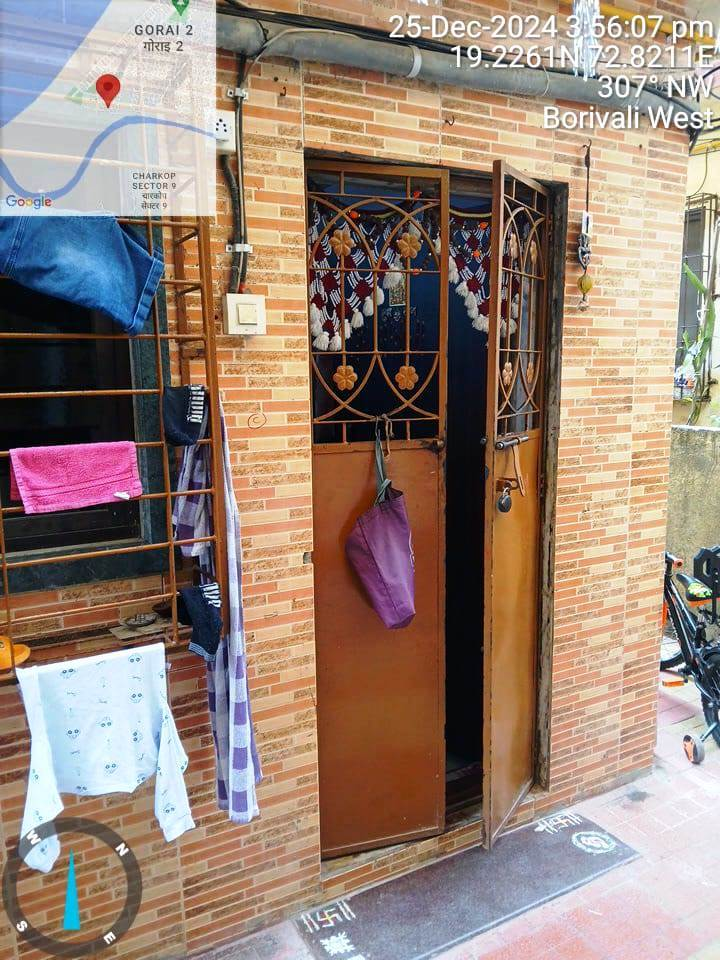 GORAI 2
गोराइ 2
CHARKOP
SECTOR 9
चारकोप
सेक्टर 9
Google
25-Dec-2024 3:56:07 pm
19.2261N 72.8211E
307° NW
Borivali West
N
W
S
E